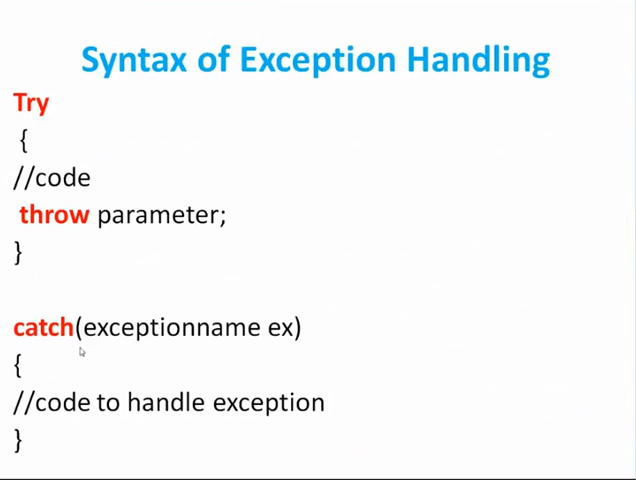 Syntax of Exception Handling
Try
{
//code
throw parameter;
}
catch(exceptionname ex)
{
//code to handle exception
}